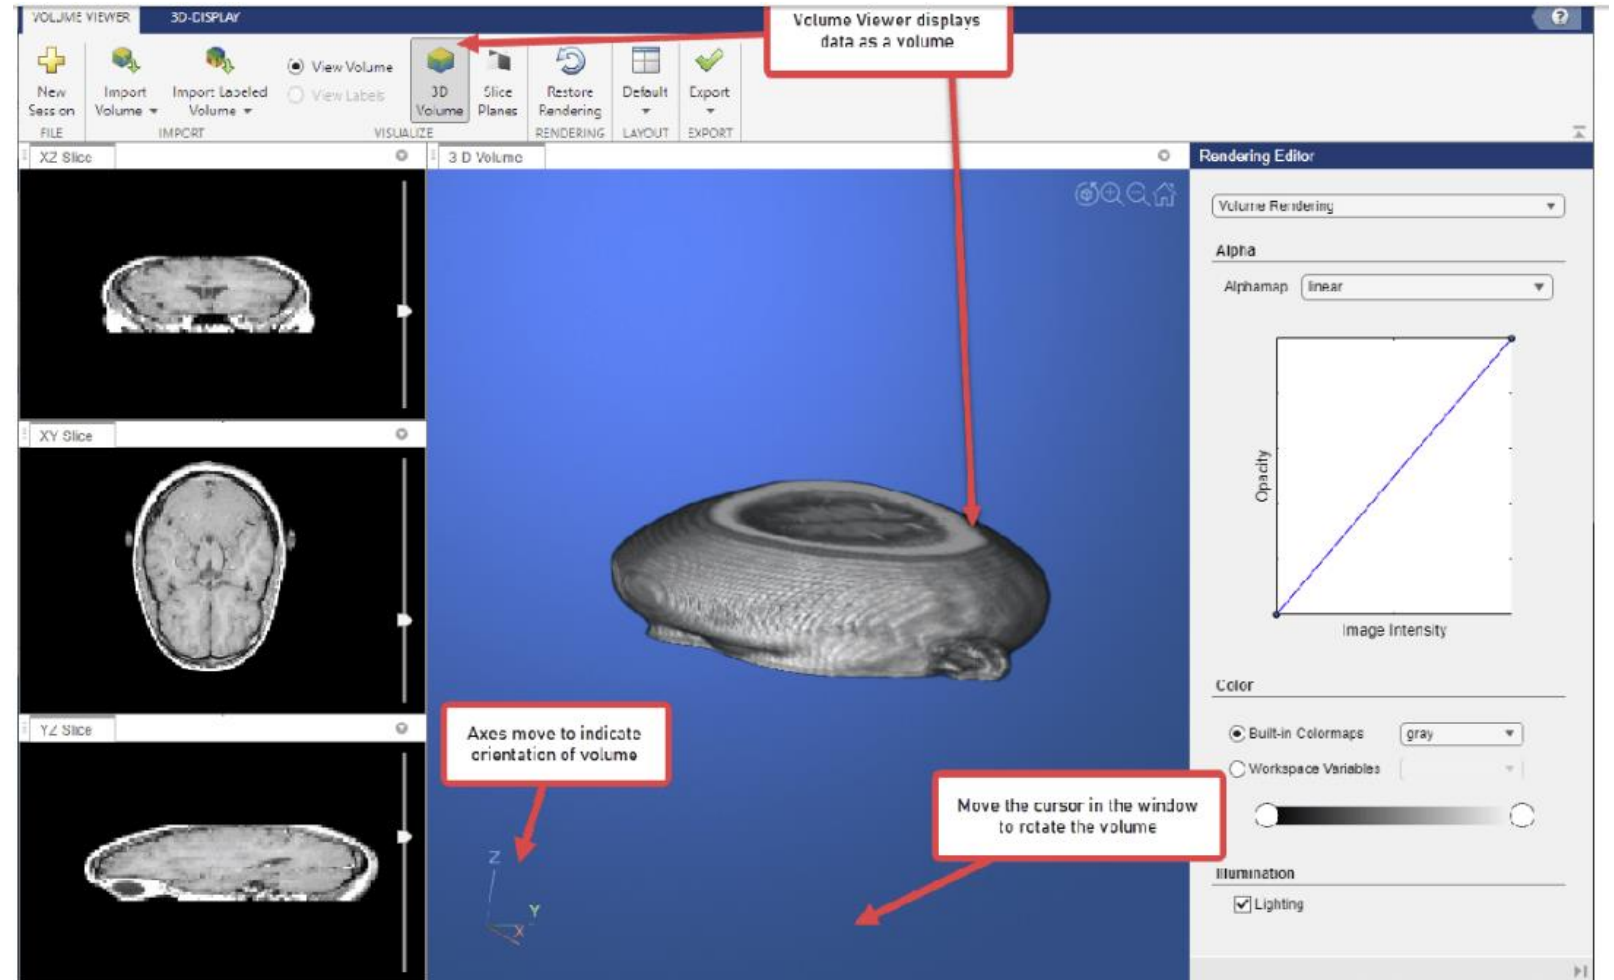 VOLUME VIEWER 3D-DISPLAY
Volume Viewer displays
data as a volume
?
New
Session
Import
Volume
Import Labeled
Volume
View Volume
View Labels
3D
Volume
Slice
Planes
Restore
Rendering
Default
Export
FILE IMPORT VISUALIZE RENDERING LAYOUT EXPORT
XZ Slice
3D Volume
Rendering Editor
Volume Rendering
Alpha
Alphamap linear
Opacity
Image Intensity
XY Slice
Color
Built-in Colormaps gray
Workspace Variables
YZ Slice
Axes move to indicate
orientation of volume
Move the cursor in the window
to rotate the volume
Z
Y
X
Illumination
Lighting